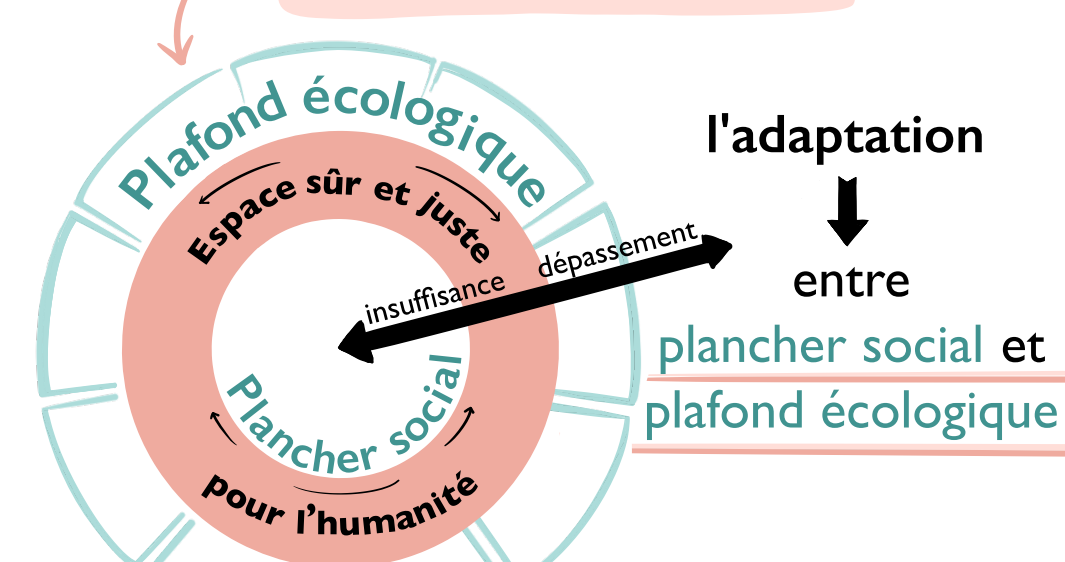 Plafond écologique
Espace sûr et juste
insuffisance
dépassement
Plancher social
pour l'humanité
l'adaptation
entre
plancher social et
plafond écologique